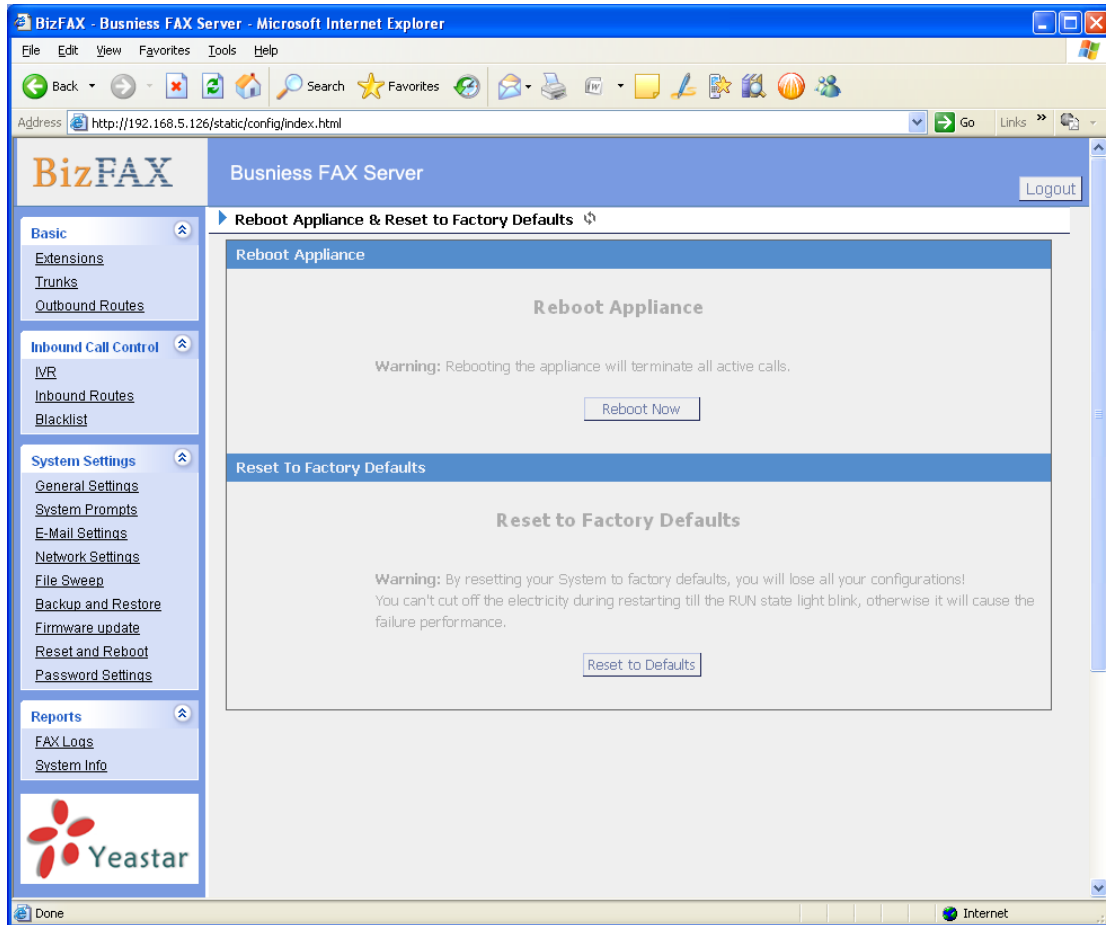 BizFAX - Busniess FAX Server - Microsoft Internet Explorer
File Edit View Favorites Tools Help
Back Search Favorites
Address http://192.168.5.126/static/config/index.html Go Links »
BizFAX
Busniess FAX Server
Logout
Reboot Appliance & Reset to Factory Defaults
Basic
Extensions
Trunks
Outbound Routes
Inbound Call Control
IVR
Inbound Routes
Blacklist
System Settings
General Settings
System Prompts
E-Mail Settings
Network Settings
File Sweep
Backup and Restore
Firmware update
Reset and Reboot
Password Settings
Reports
FAX Logs
System Info
Yeastar
Reboot Appliance
Reboot Appliance
Warning: Rebooting the appliance will terminate all active calls.
Reboot Now
Reset To Factory Defaults
Reset to Factory Defaults
Warning: By resetting your System to factory defaults, you will lose all your configurations!
You can't cut off the electricity during restarting till the RUN state light blink, otherwise it will cause the
failure performance.
Reset to Defaults
Done
Internet